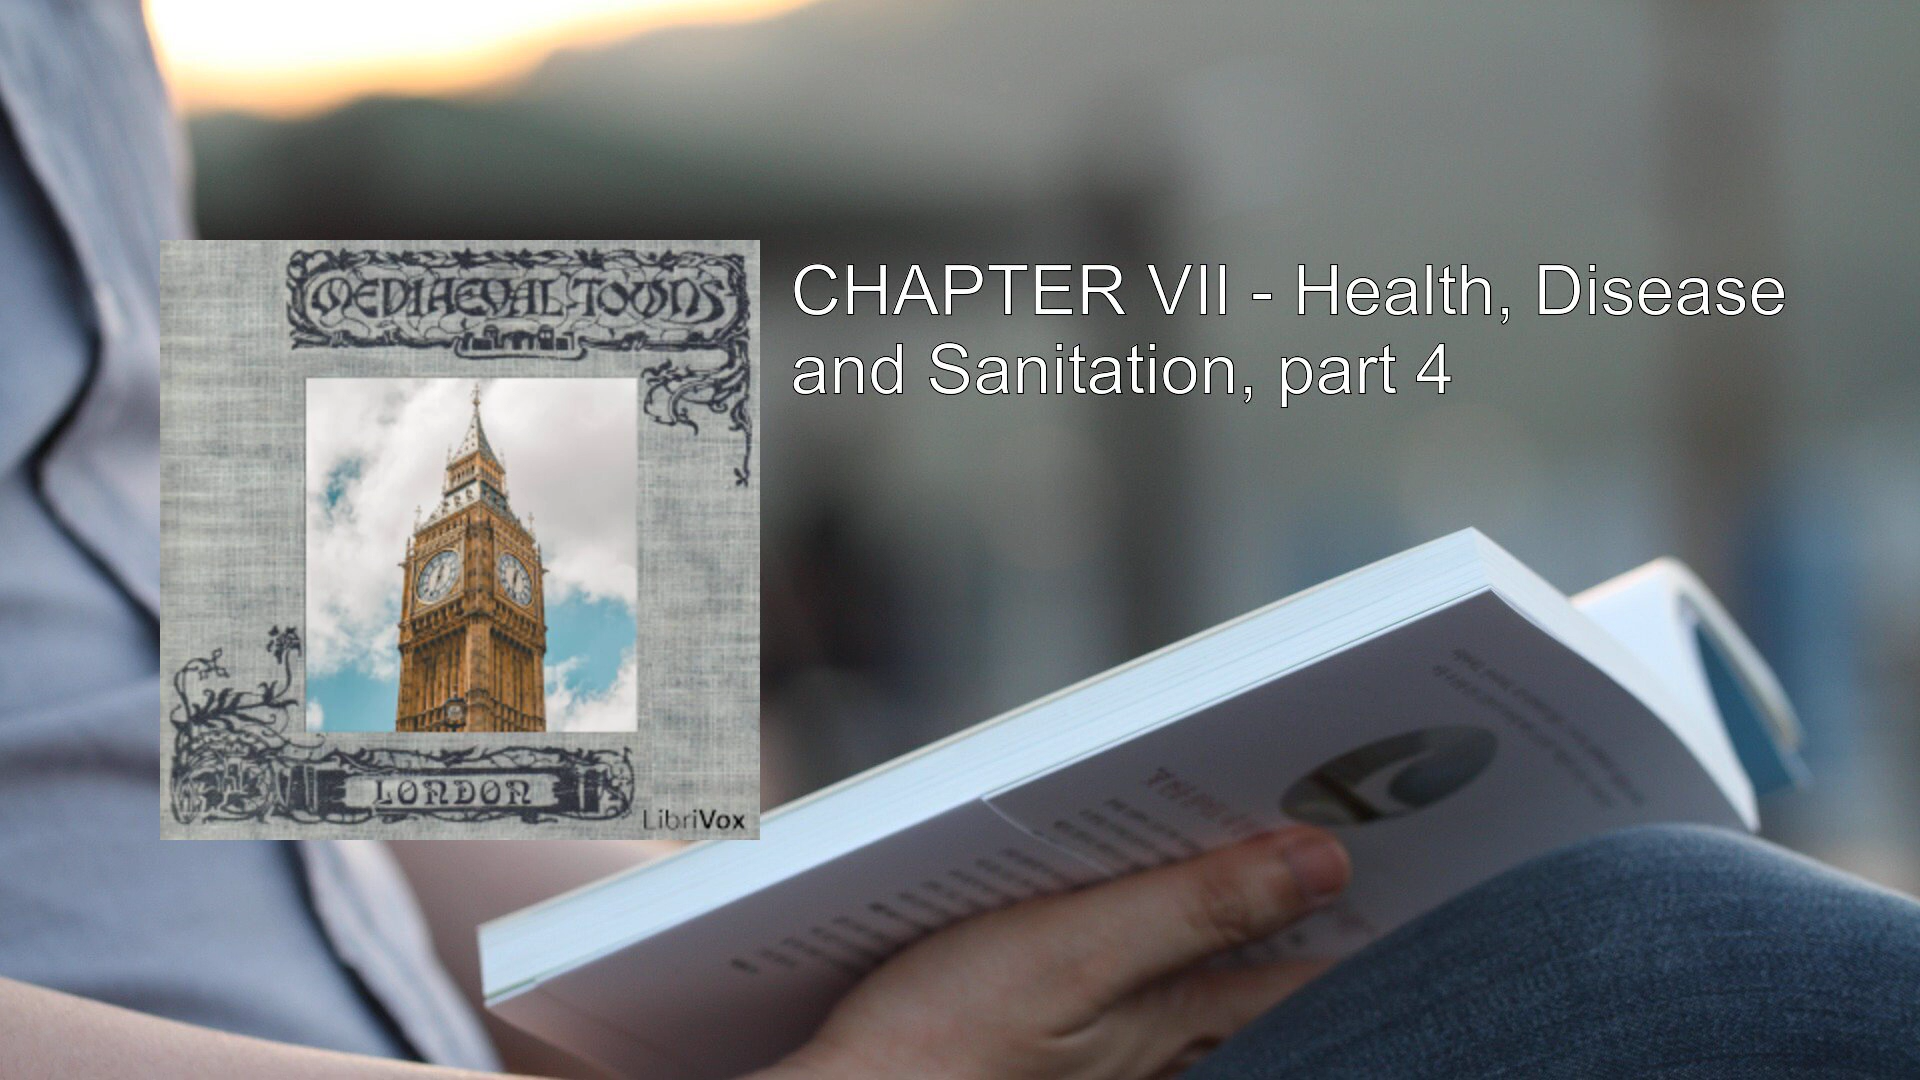 MEDIAEVAL TOWNS
LONDON
LibriVox
CHAPTER VII - Health, Disease
and Sanitation, part 4